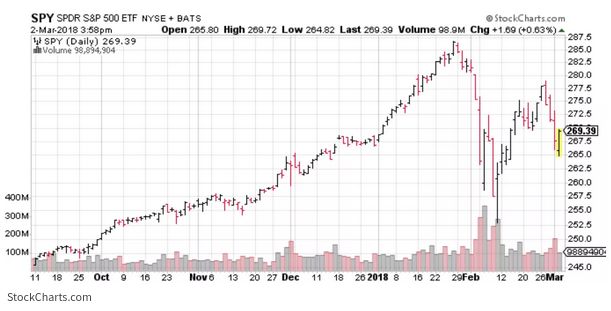 SPY SPDR S&P 500 ETF NYSE + BATS © StockCharts.com
2-Mar-2018 3:58pm Open 265.80 High 269.72 Low 264.82 Last 269.39 Volume 98.9M Chg +1.69 (+0.63%)
SPY (Daily) 269.39
Volume 98,894,904
287.5
285.0
282.5
280.0
277.5
275.0
272.5
269.39
267.5
265.0
262.5
260.0
257.5
255.0
252.5
250.0
98894904
245.0
400M
300M
200M
100M
11 18 25 Oct 9 16 23 Nov 6 13 20 27 Dec 11 18 2018 8 16 22 29 Feb 12 20 26 Mar
StockCharts.com